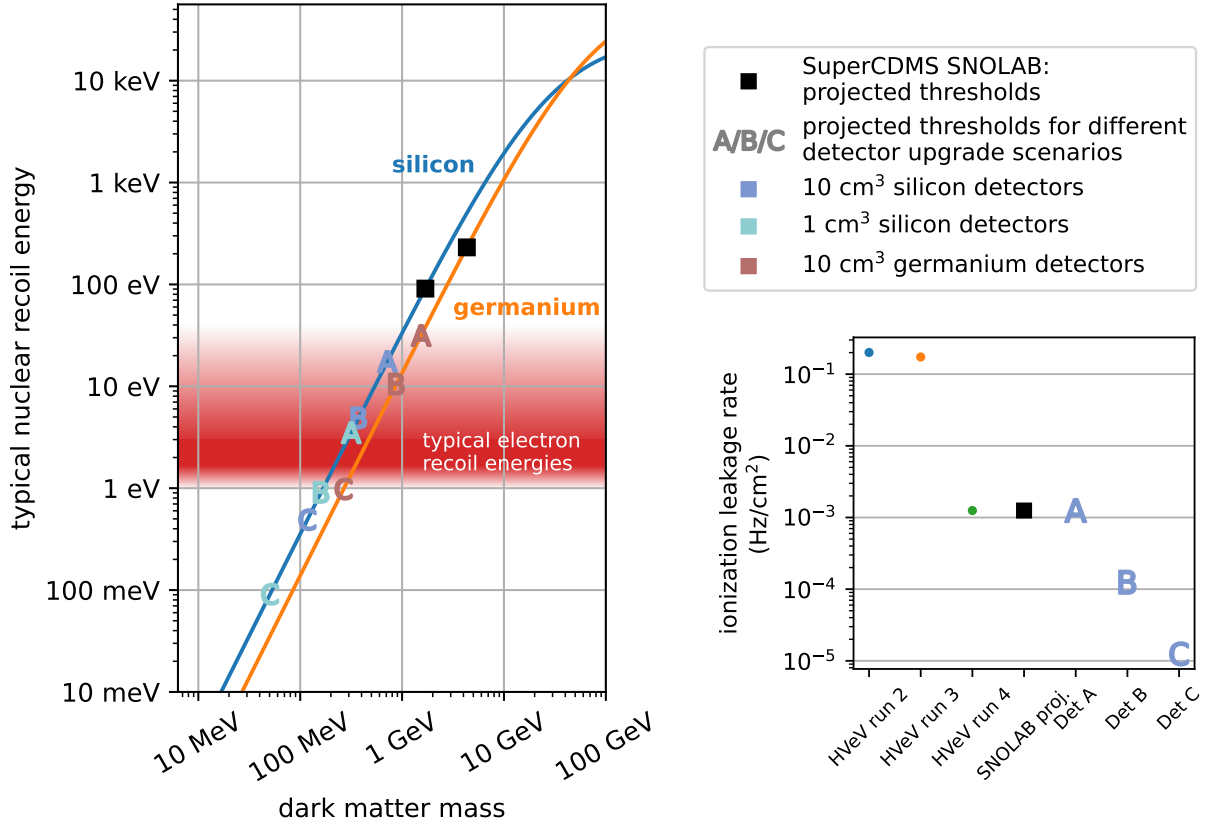 typical nuclear recoil energy
10 keV
1 keV
100 eV
10 eV
1 eV
100 meV
10 meV
silicon
germanium
A
A
B
B
A
typical electron
recoil energies
B
C
C
C
10 MeV
100 MeV
1 GeV
10 GeV
100 GeV
dark matter mass
SuperCDMS SNOLAB:
projected thresholds
A/B/C
projected thresholds for different
detector upgrade scenarios
10 cm³ silicon detectors
1 cm³ silicon detectors
10 cm³ germanium detectors
ionization leakage rate
(Hz/cm²)
10⁻¹
10⁻²
10⁻³
10⁻⁴
10⁻⁵
A
B
C
HVeV run 2
HVeV run 3
HVeV run 4
SNOLAB proj.
Det A
Det B
Det C